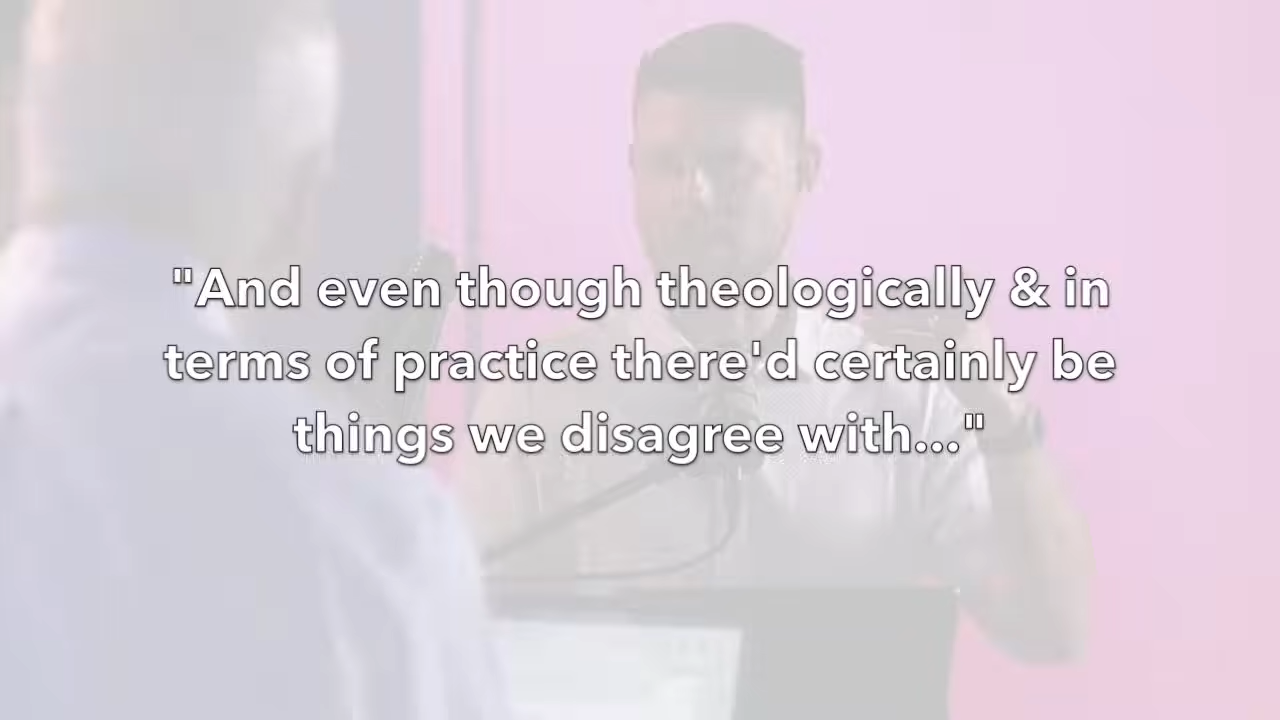 "And even though theologically & in
terms of practice there'd certainly be
things we disagree with..."